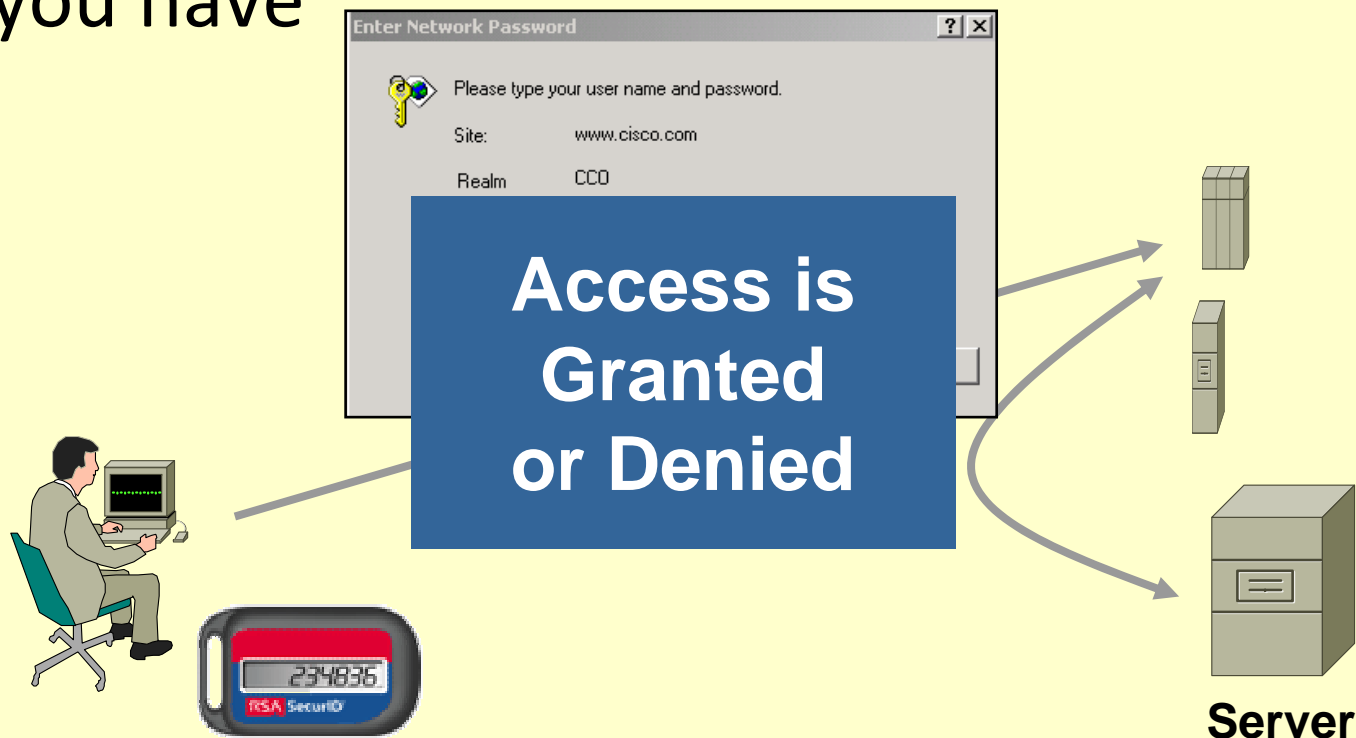 you have
Enter Network Password
Please type your user name and password.
Site: www.cisco.com
Realm CCO
Access is
Granted
or Denied
234836
RSA SecurID
Server